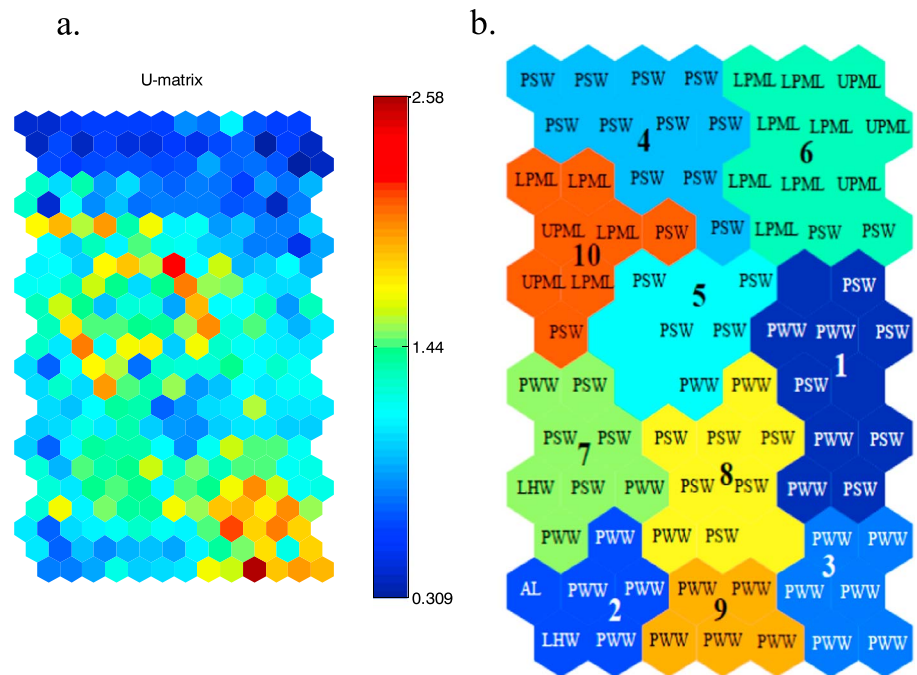 a.
b.
U-matrix
2.58
1.44
0.309
PSW PSW PSW PSW LPML LPML UPML
PSW PSW PSW PSW LPML LPML UPML
4 6
LPML LPML PSW PSW LPML LPML UPML
UPML LPML PSW PSW LPML PSW PSW
10
UPML LPML PSW PSW PSW
5
PSW PSW PSW PWW PWW PSW
1
PWW PSW PWW PWW PSW
PSW PSW PSW PSW PSW PWW PSW
7 8
LHW PSW PWW PSW PSW PWW PSW
PWW PWW PWW PSW PWW PWW
3
AL PWW PWW PWW PWW PWW PWW
2 9
LHW PWW PWW PWW PWW PWW PWW